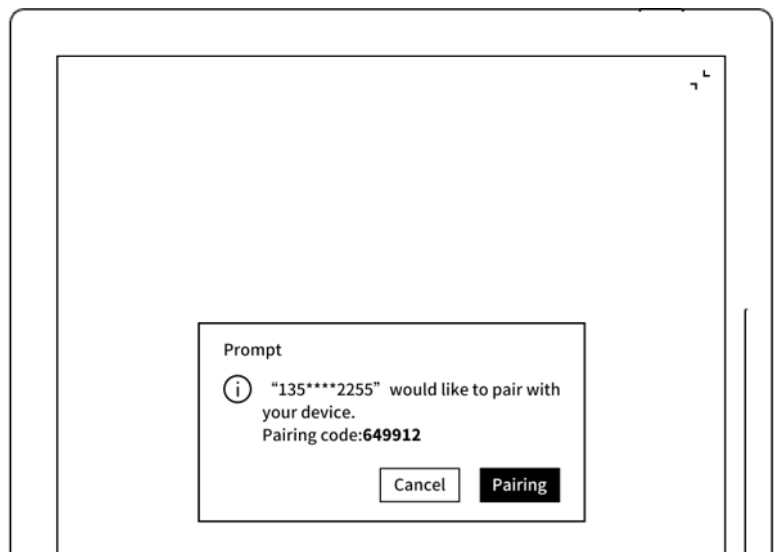 Prompt
“135****2255” would like to pair with
your device.
Pairing code:649912
Cancel Pairing